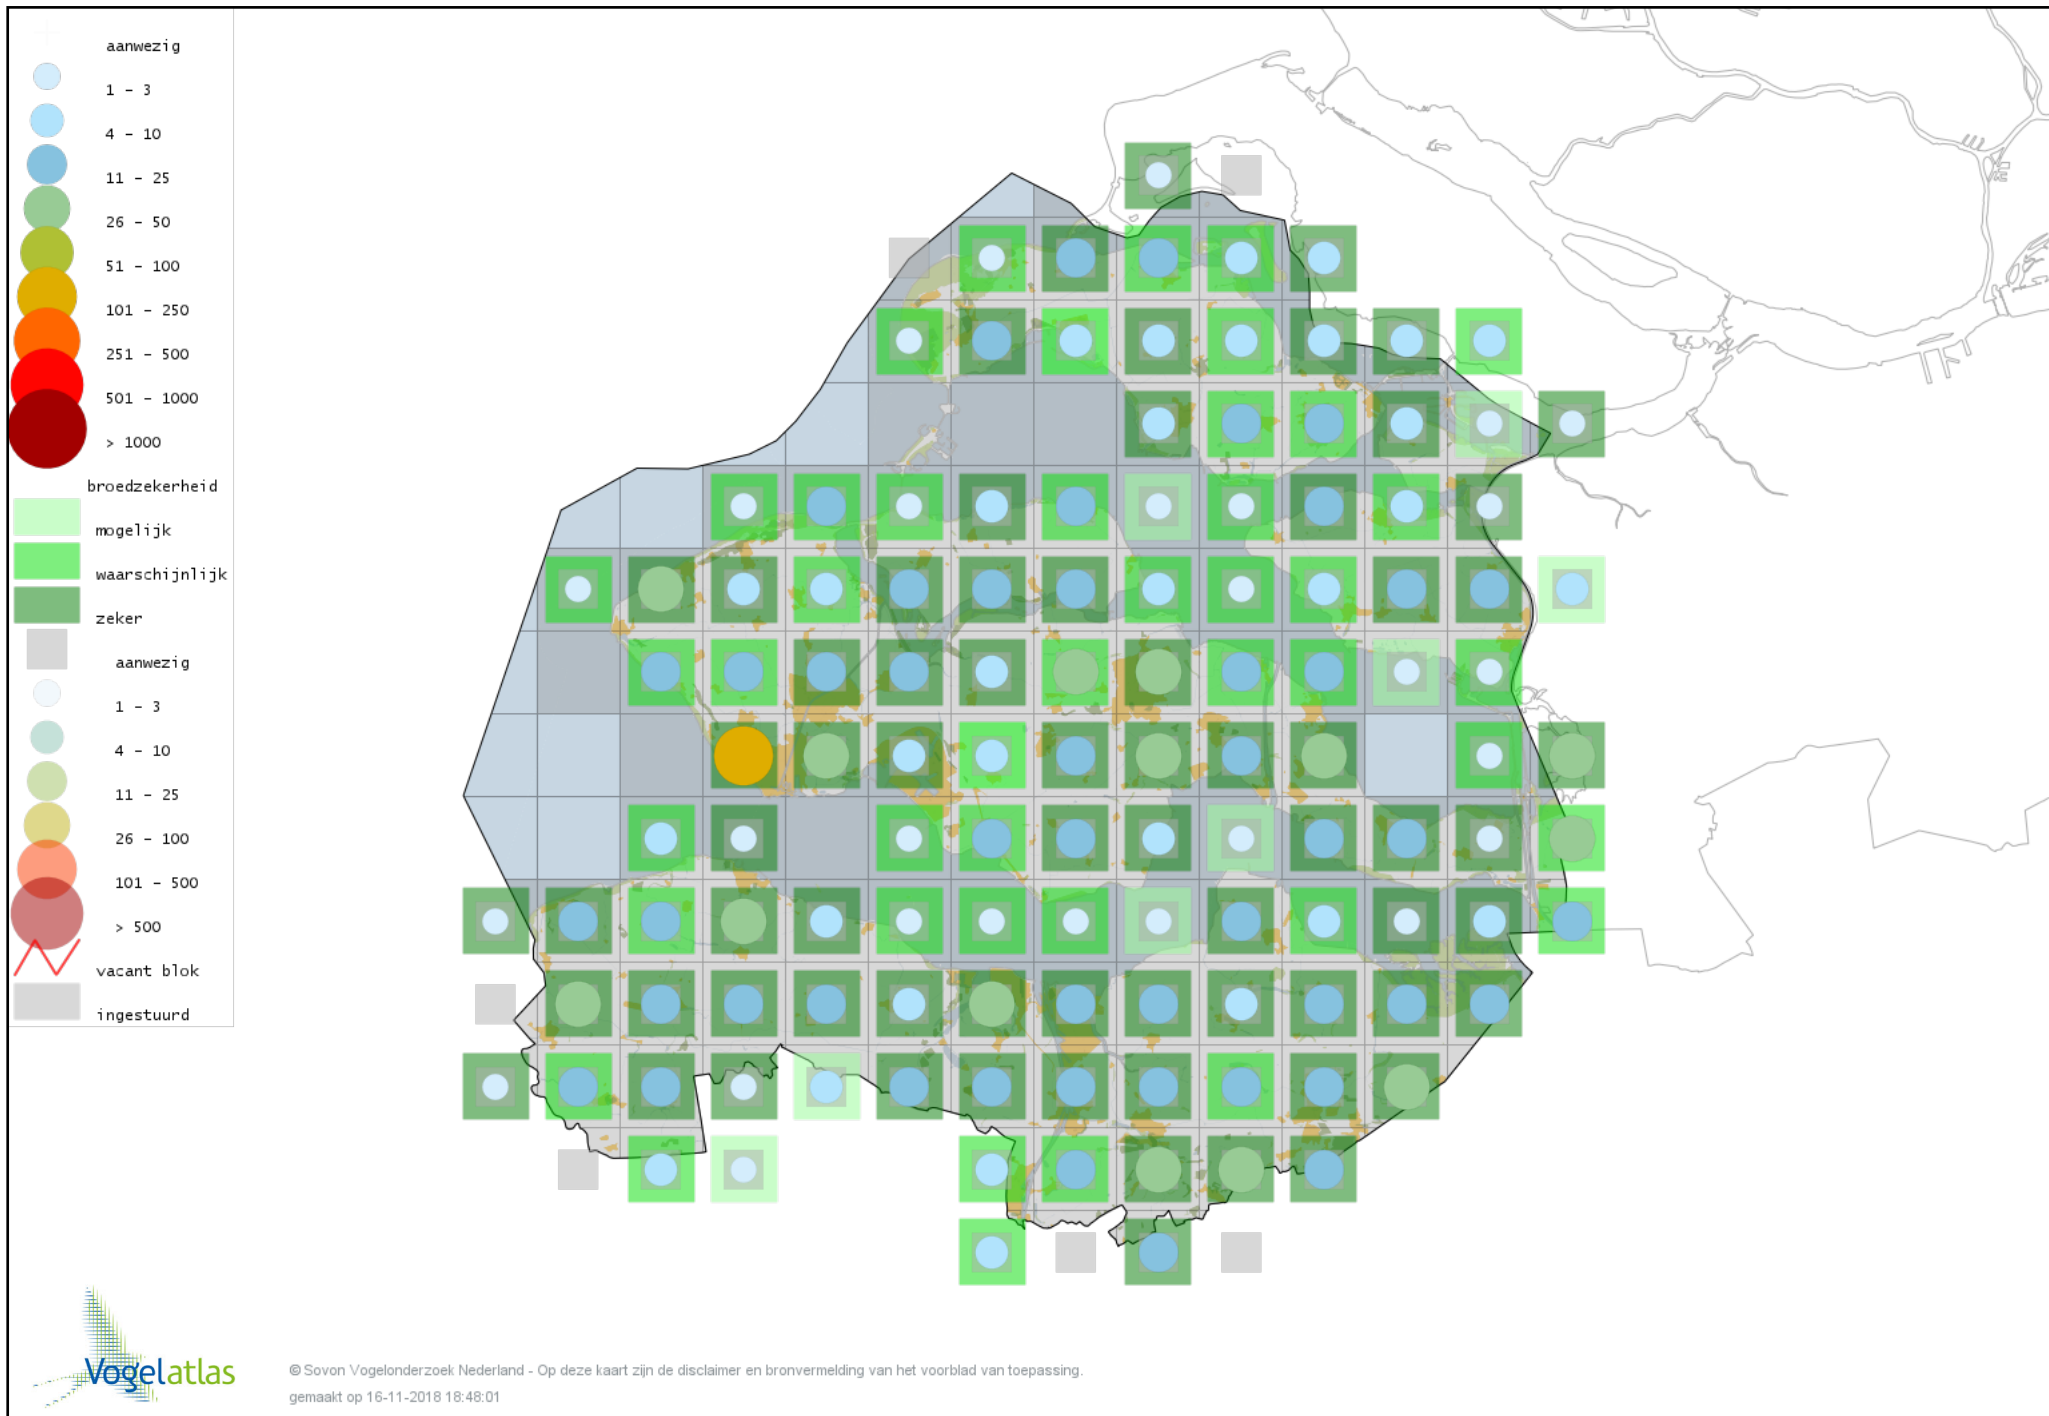 aanwezig
1 - 3
4 - 10
11 - 25
26 - 50
51 - 100
101 - 250
251 - 500
501 - 1000
> 1000
broedzekerheid
mogelijk
waarschijnlijk
zeker
aanwezig
1 - 3
4 - 10
11 - 25
26 - 100
101 - 500
> 500
vacant blok
ingestuurd
Vogelatlas
© Sovon Vogelonderzoek Nederland - Op deze kaart zijn de disclaimer en bronvermelding van het voorblad van toepassing.
gemaakt op 16-11-2018 18:48:01